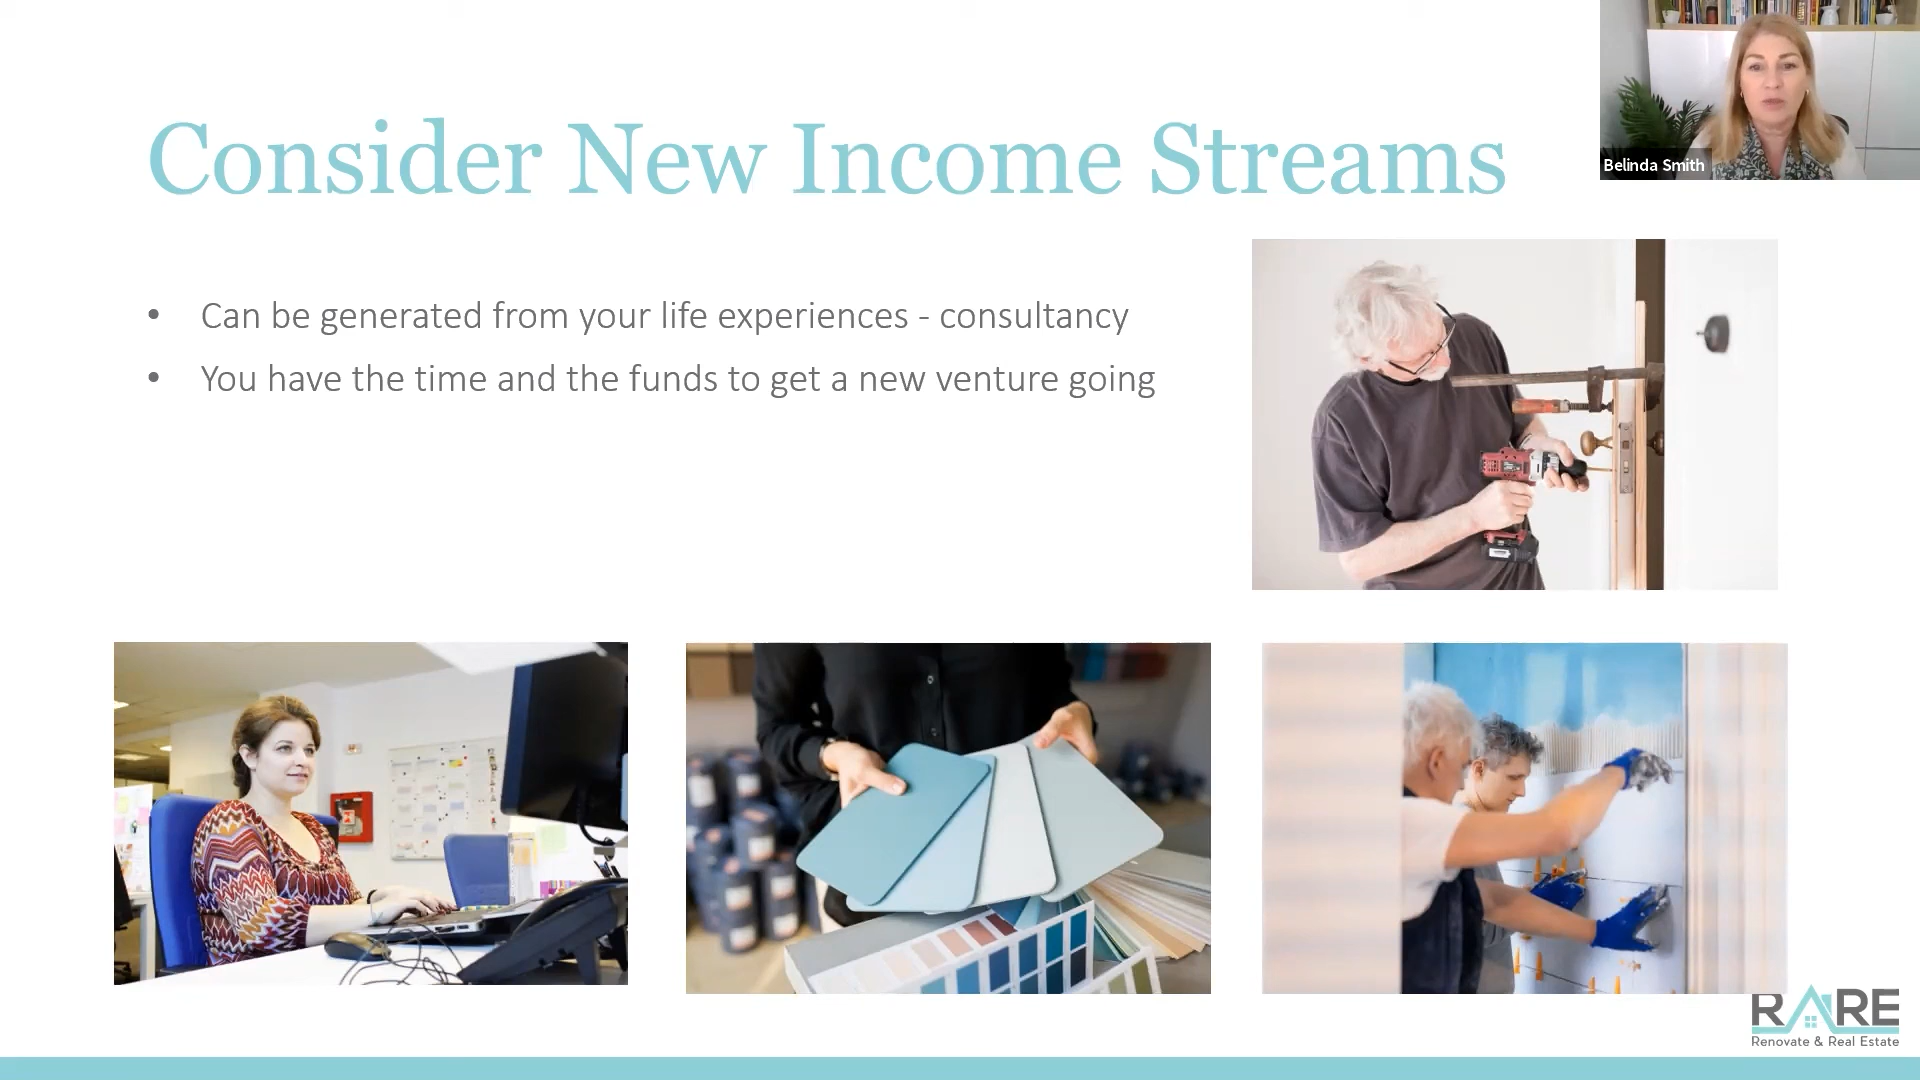 Consider New Income Streams
Belinda Smith
• Can be generated from your life experiences - consultancy
• You have the time and the funds to get a new venture going
RARE
Renovate & Real Estate